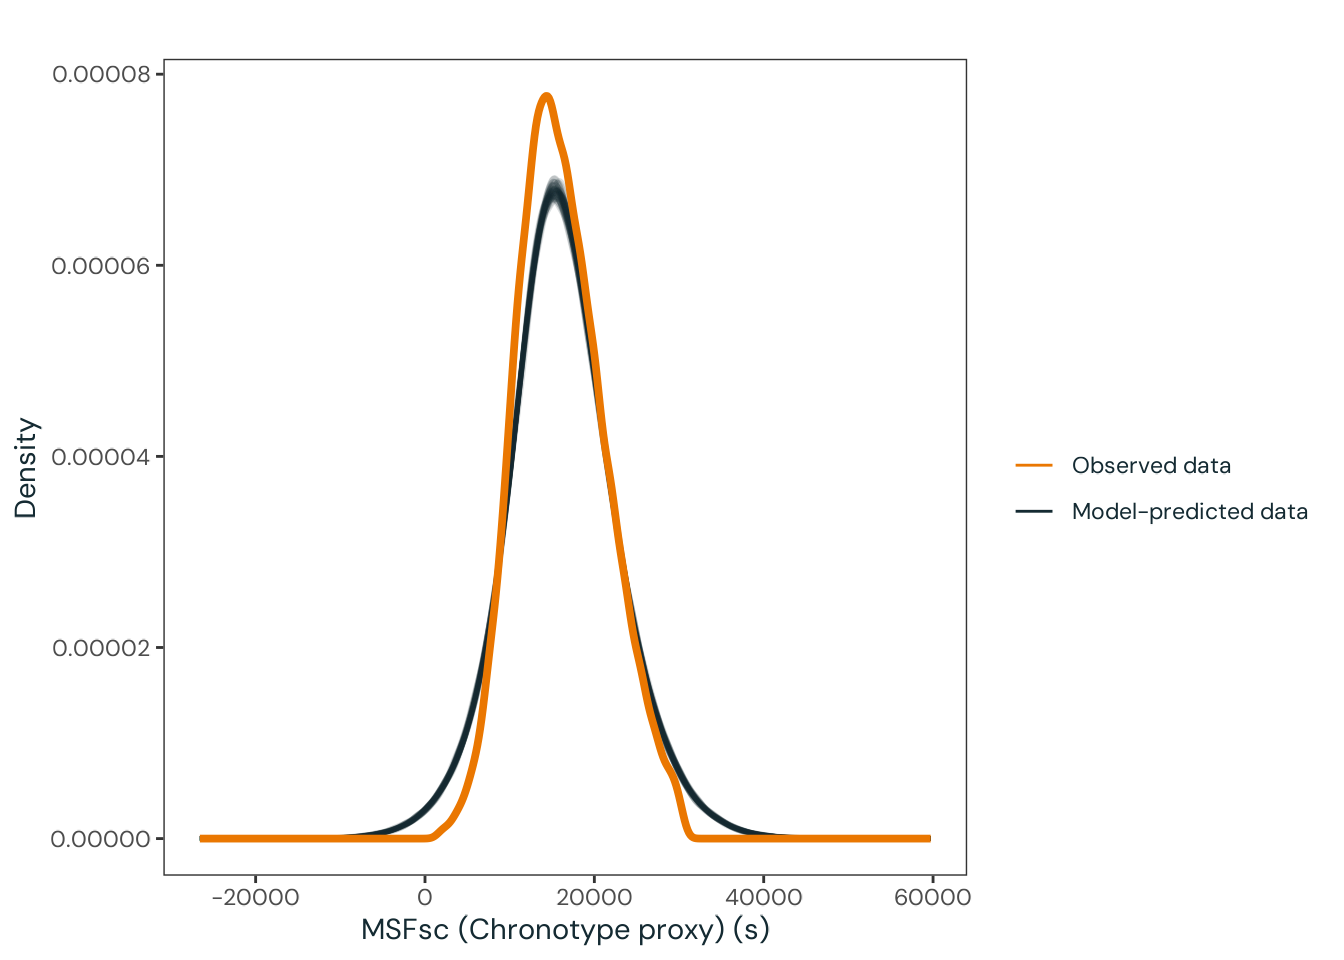 0.00008
0.00006
0.00004
0.00002
0.00000
Density
-20000
0
20000
40000
60000
MSFsc (Chronotype proxy) (s)
Observed data
Model-predicted data